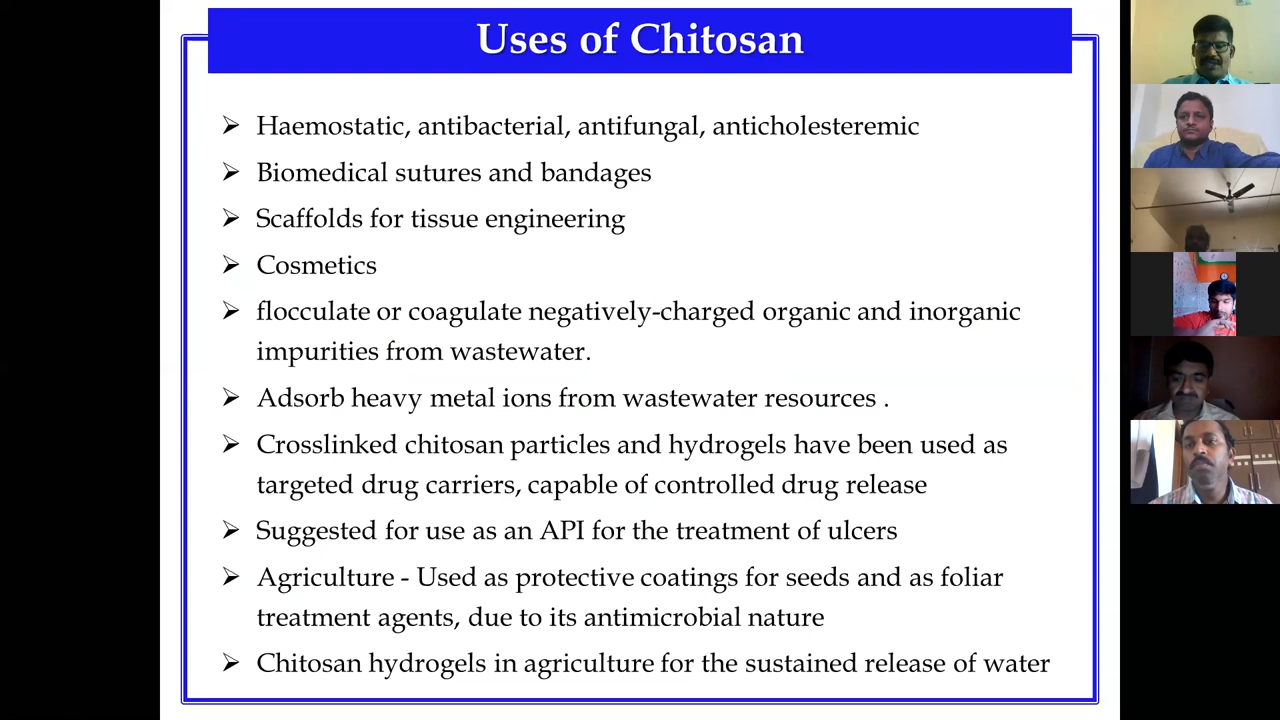 Uses of Chitosan
➢ Haemostatic, antibacterial, antifungal, anticholesteremic
➢ Biomedical sutures and bandages
➢ Scaffolds for tissue engineering
➢ Cosmetics
➢ flocculate or coagulate negatively-charged organic and inorganic
impurities from wastewater.
➢ Adsorb heavy metal ions from wastewater resources .
➢ Crosslinked chitosan particles and hydrogels have been used as
targeted drug carriers, capable of controlled drug release
➢ Suggested for use as an API for the treatment of ulcers
➢ Agriculture - Used as protective coatings for seeds and as foliar
treatment agents, due to its antimicrobial nature
➢ Chitosan hydrogels in agriculture for the sustained release of water